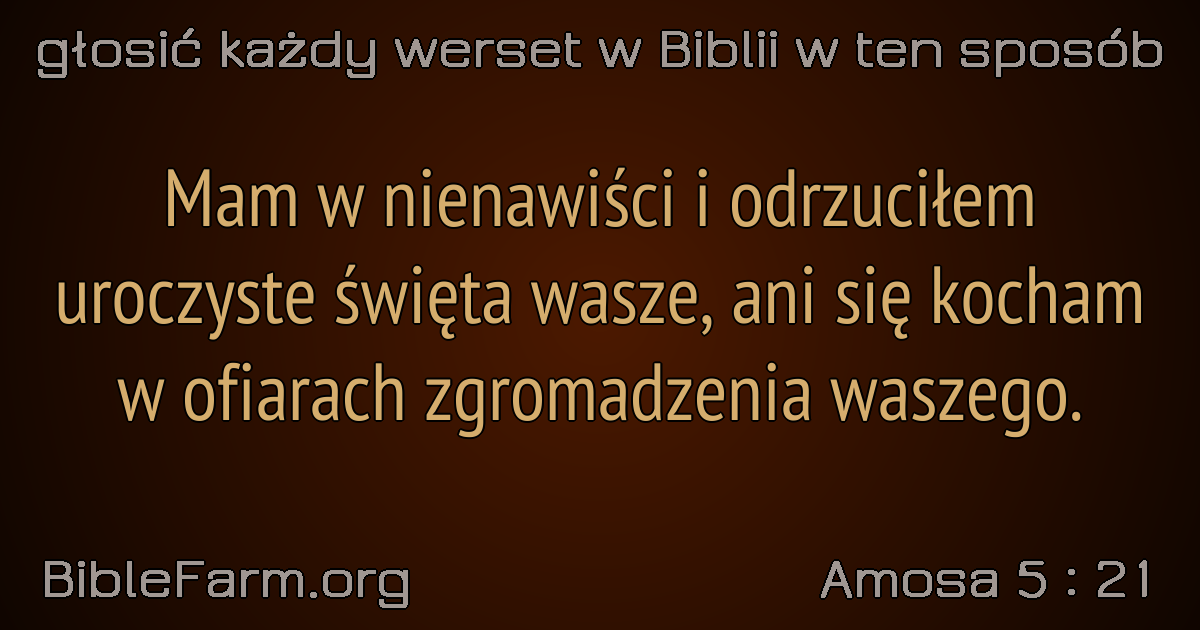 głosić każdy werset w Biblii w ten sposób
Mam w nienawiści i odrzuciłem
uroczyste święta wasze, ani się kocham
w ofiarach zgromadzenia waszego.
BibleFarm.org
Amosa 5 : 21